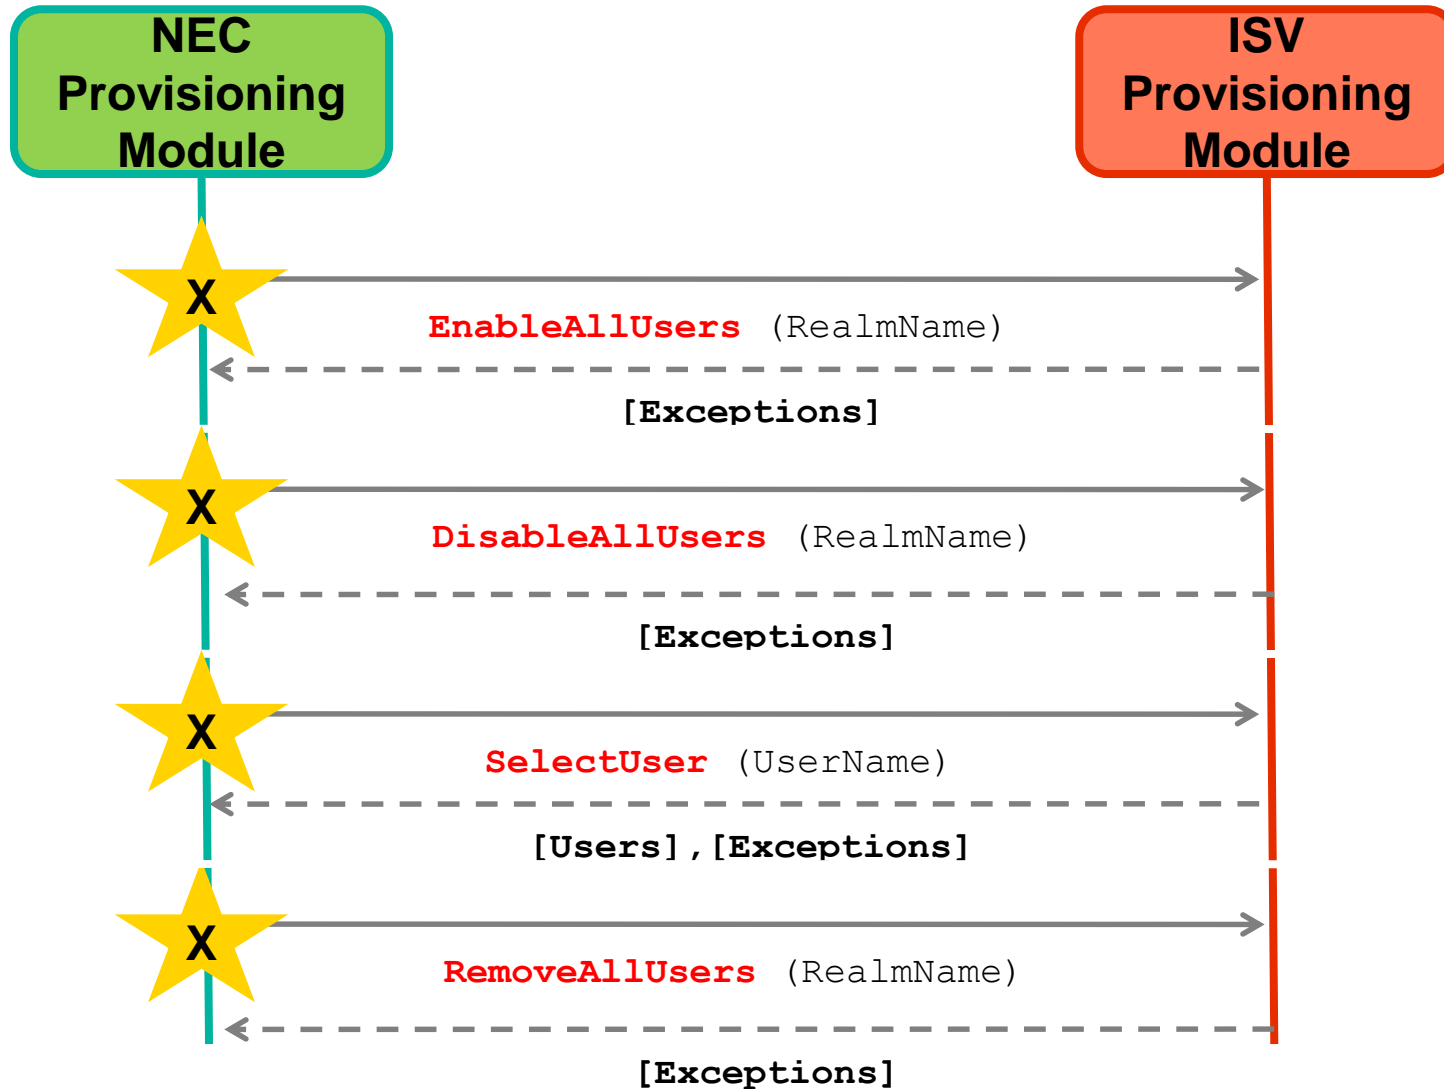 NEC
Provisioning
Module
ISV
Provisioning
Module
X
EnableAllUsers (RealmName)
[Exceptions]
X
DisableAllUsers (RealmName)
[Exceptions]
X
SelectUser (UserName)
[Users],[Exceptions]
X
RemoveAllUsers (RealmName)
[Exceptions]